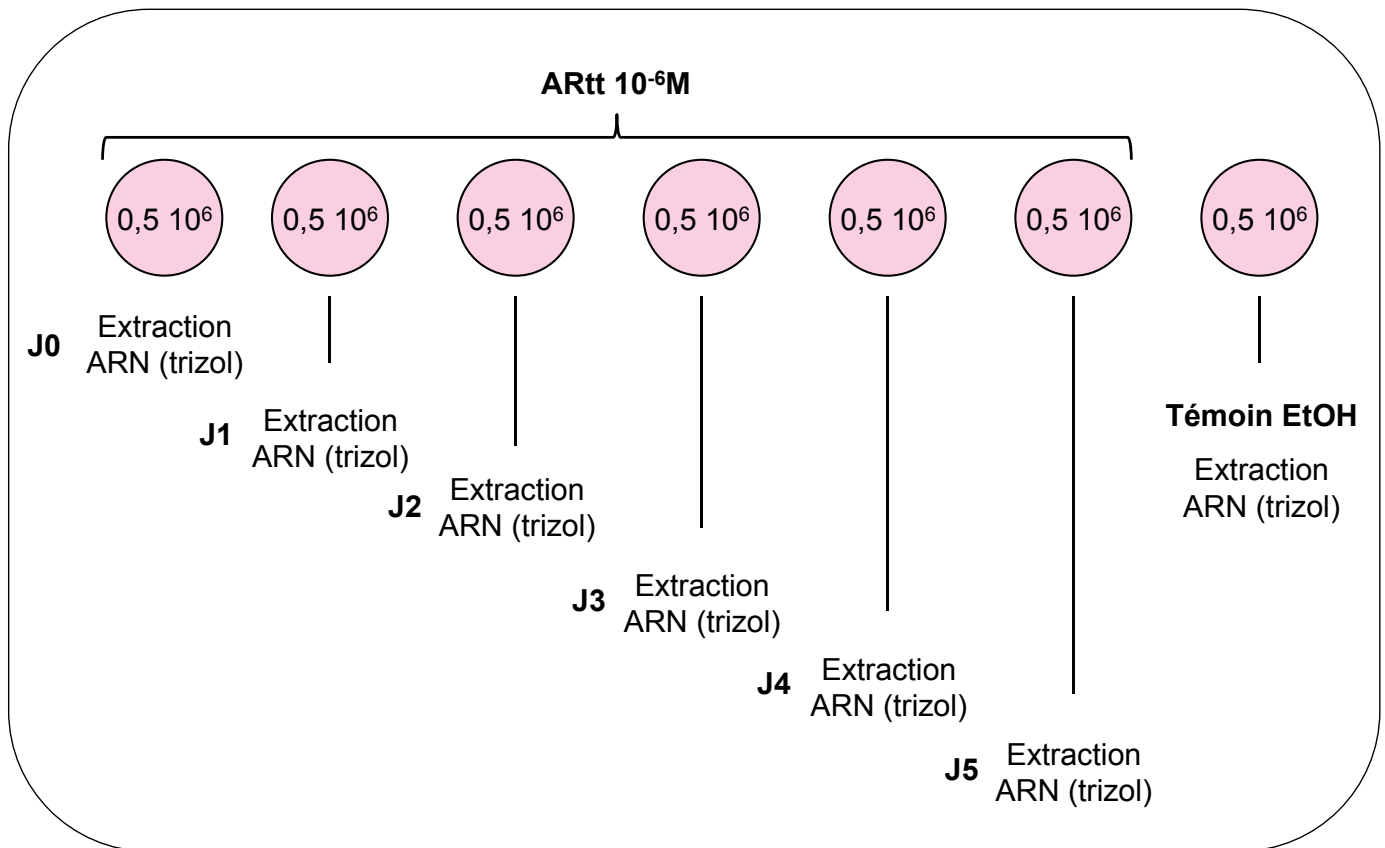 ARtt 10⁻⁶M
0,5 10⁶
0,5 10⁶
0,5 10⁶
0,5 10⁶
0,5 10⁶
0,5 10⁶
0,5 10⁶
J0
Extraction
ARN (trizol)
J1
Extraction
ARN (trizol)
J2
Extraction
ARN (trizol)
J3
Extraction
ARN (trizol)
J4
Extraction
ARN (trizol)
J5
Extraction
ARN (trizol)
Témoin EtOH
Extraction
ARN (trizol)